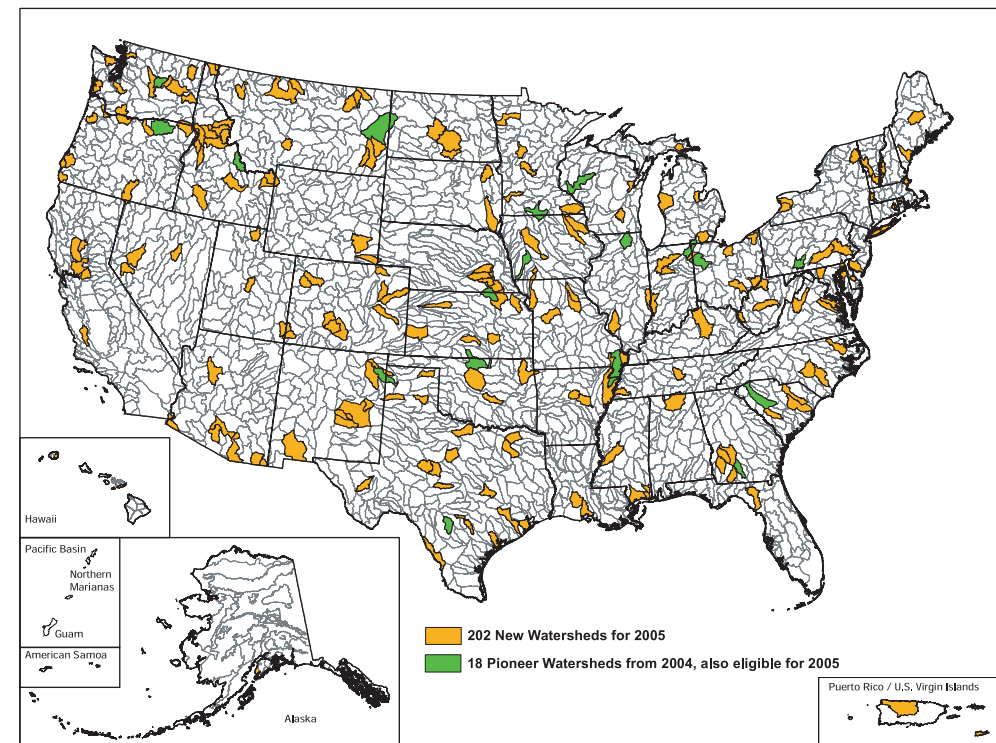 Hawaii
Pacific Basin
Northern
Marianas
Guam
American Samoa
Alaska
202 New Watersheds for 2005
18 Pioneer Watersheds from 2004, also eligible for 2005
Puerto Rico / U.S. Virgin Islands